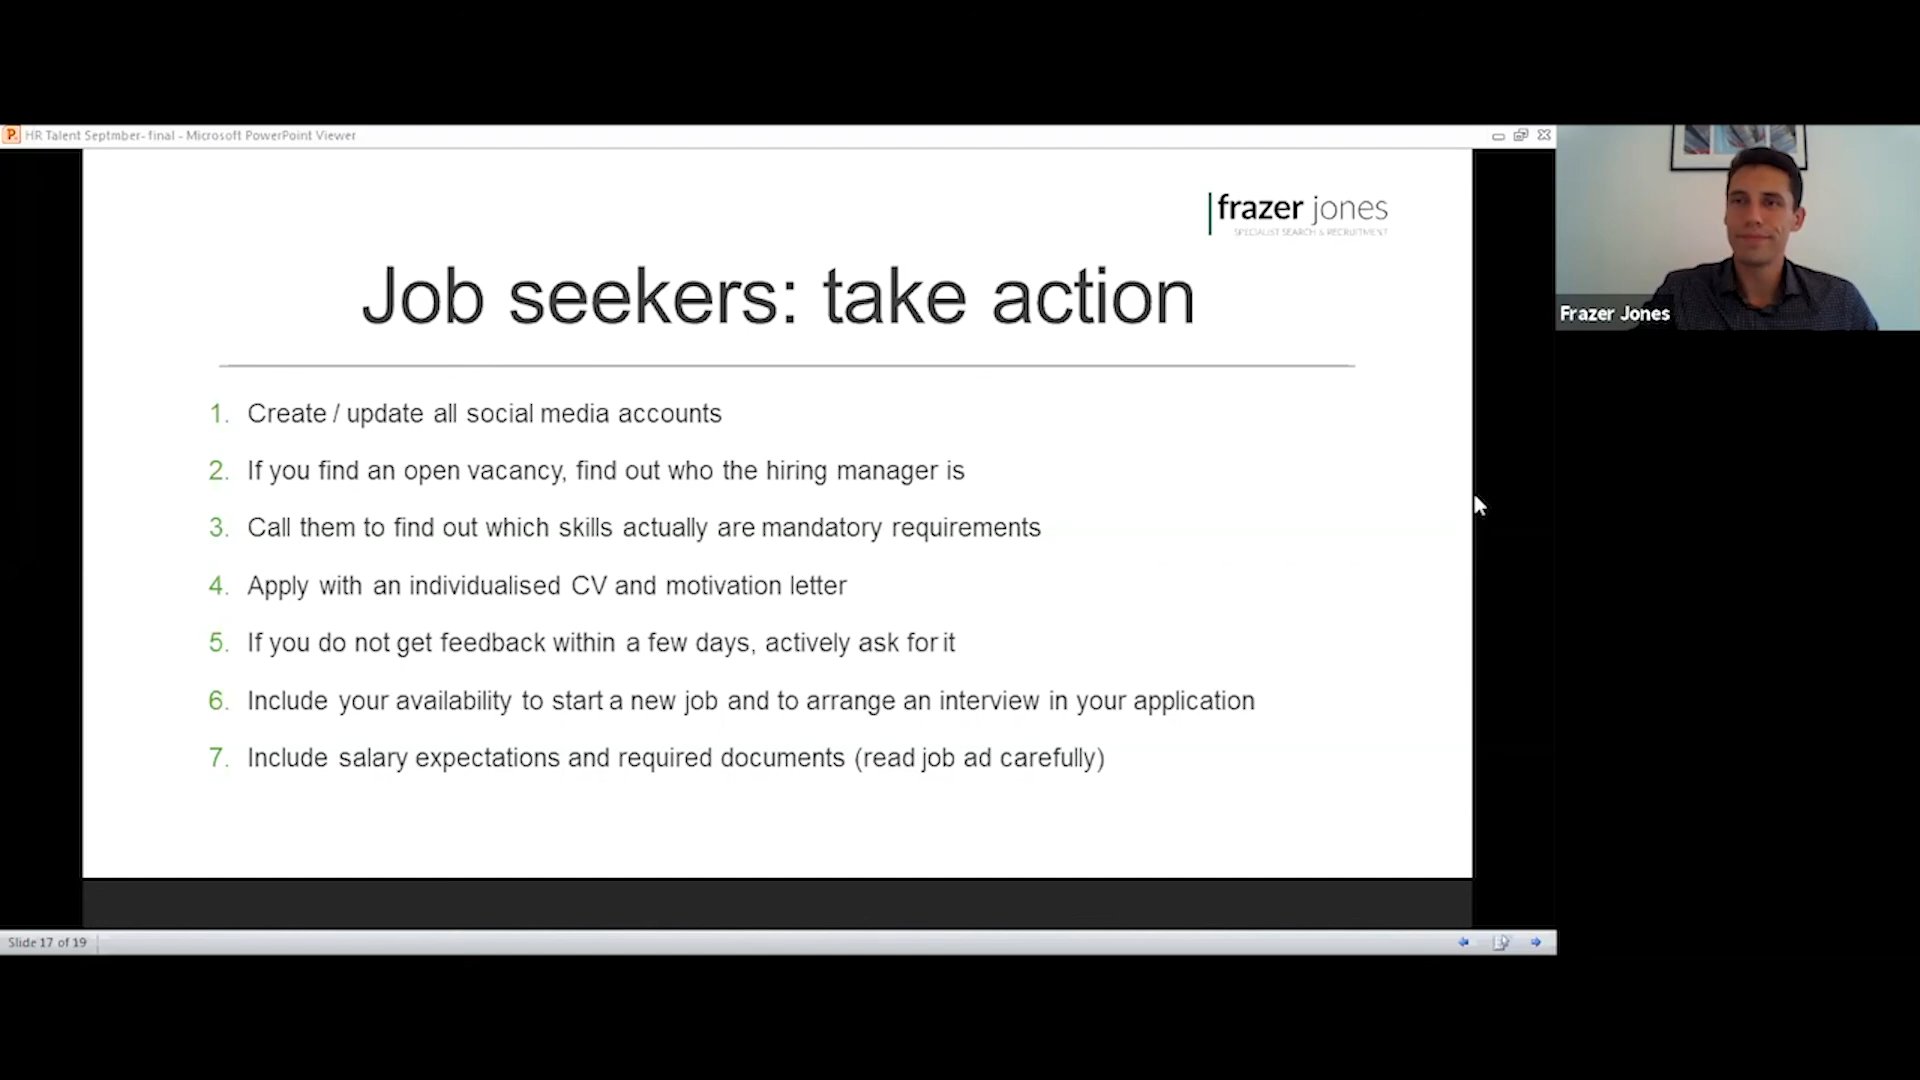 HR Talent Septmber- final - Microsoft PowerPoint Viewer
frazer jones
SPECIALIST SEARCH & RECRUITMENT
Job seekers: take action
1. Create / update all social media accounts
2. If you find an open vacancy, find out who the hiring manager is
3. Call them to find out which skills actually are mandatory requirements
4. Apply with an individualised CV and motivation letter
5. If you do not get feedback within a few days, actively ask for it
6. Include your availability to start a new job and to arrange an interview in your application
7. Include salary expectations and required documents (read job ad carefully)
Frazer Jones
Slide 17 of 19